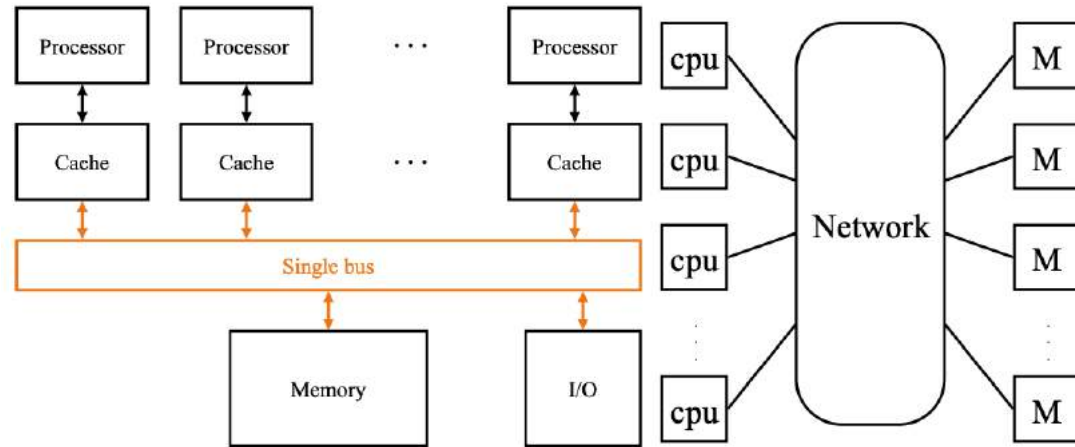 Processor Processor ... Processor
Cache Cache ... Cache
Single bus
Memory I/O
cpu M
cpu M
Network
cpu M
cpu M